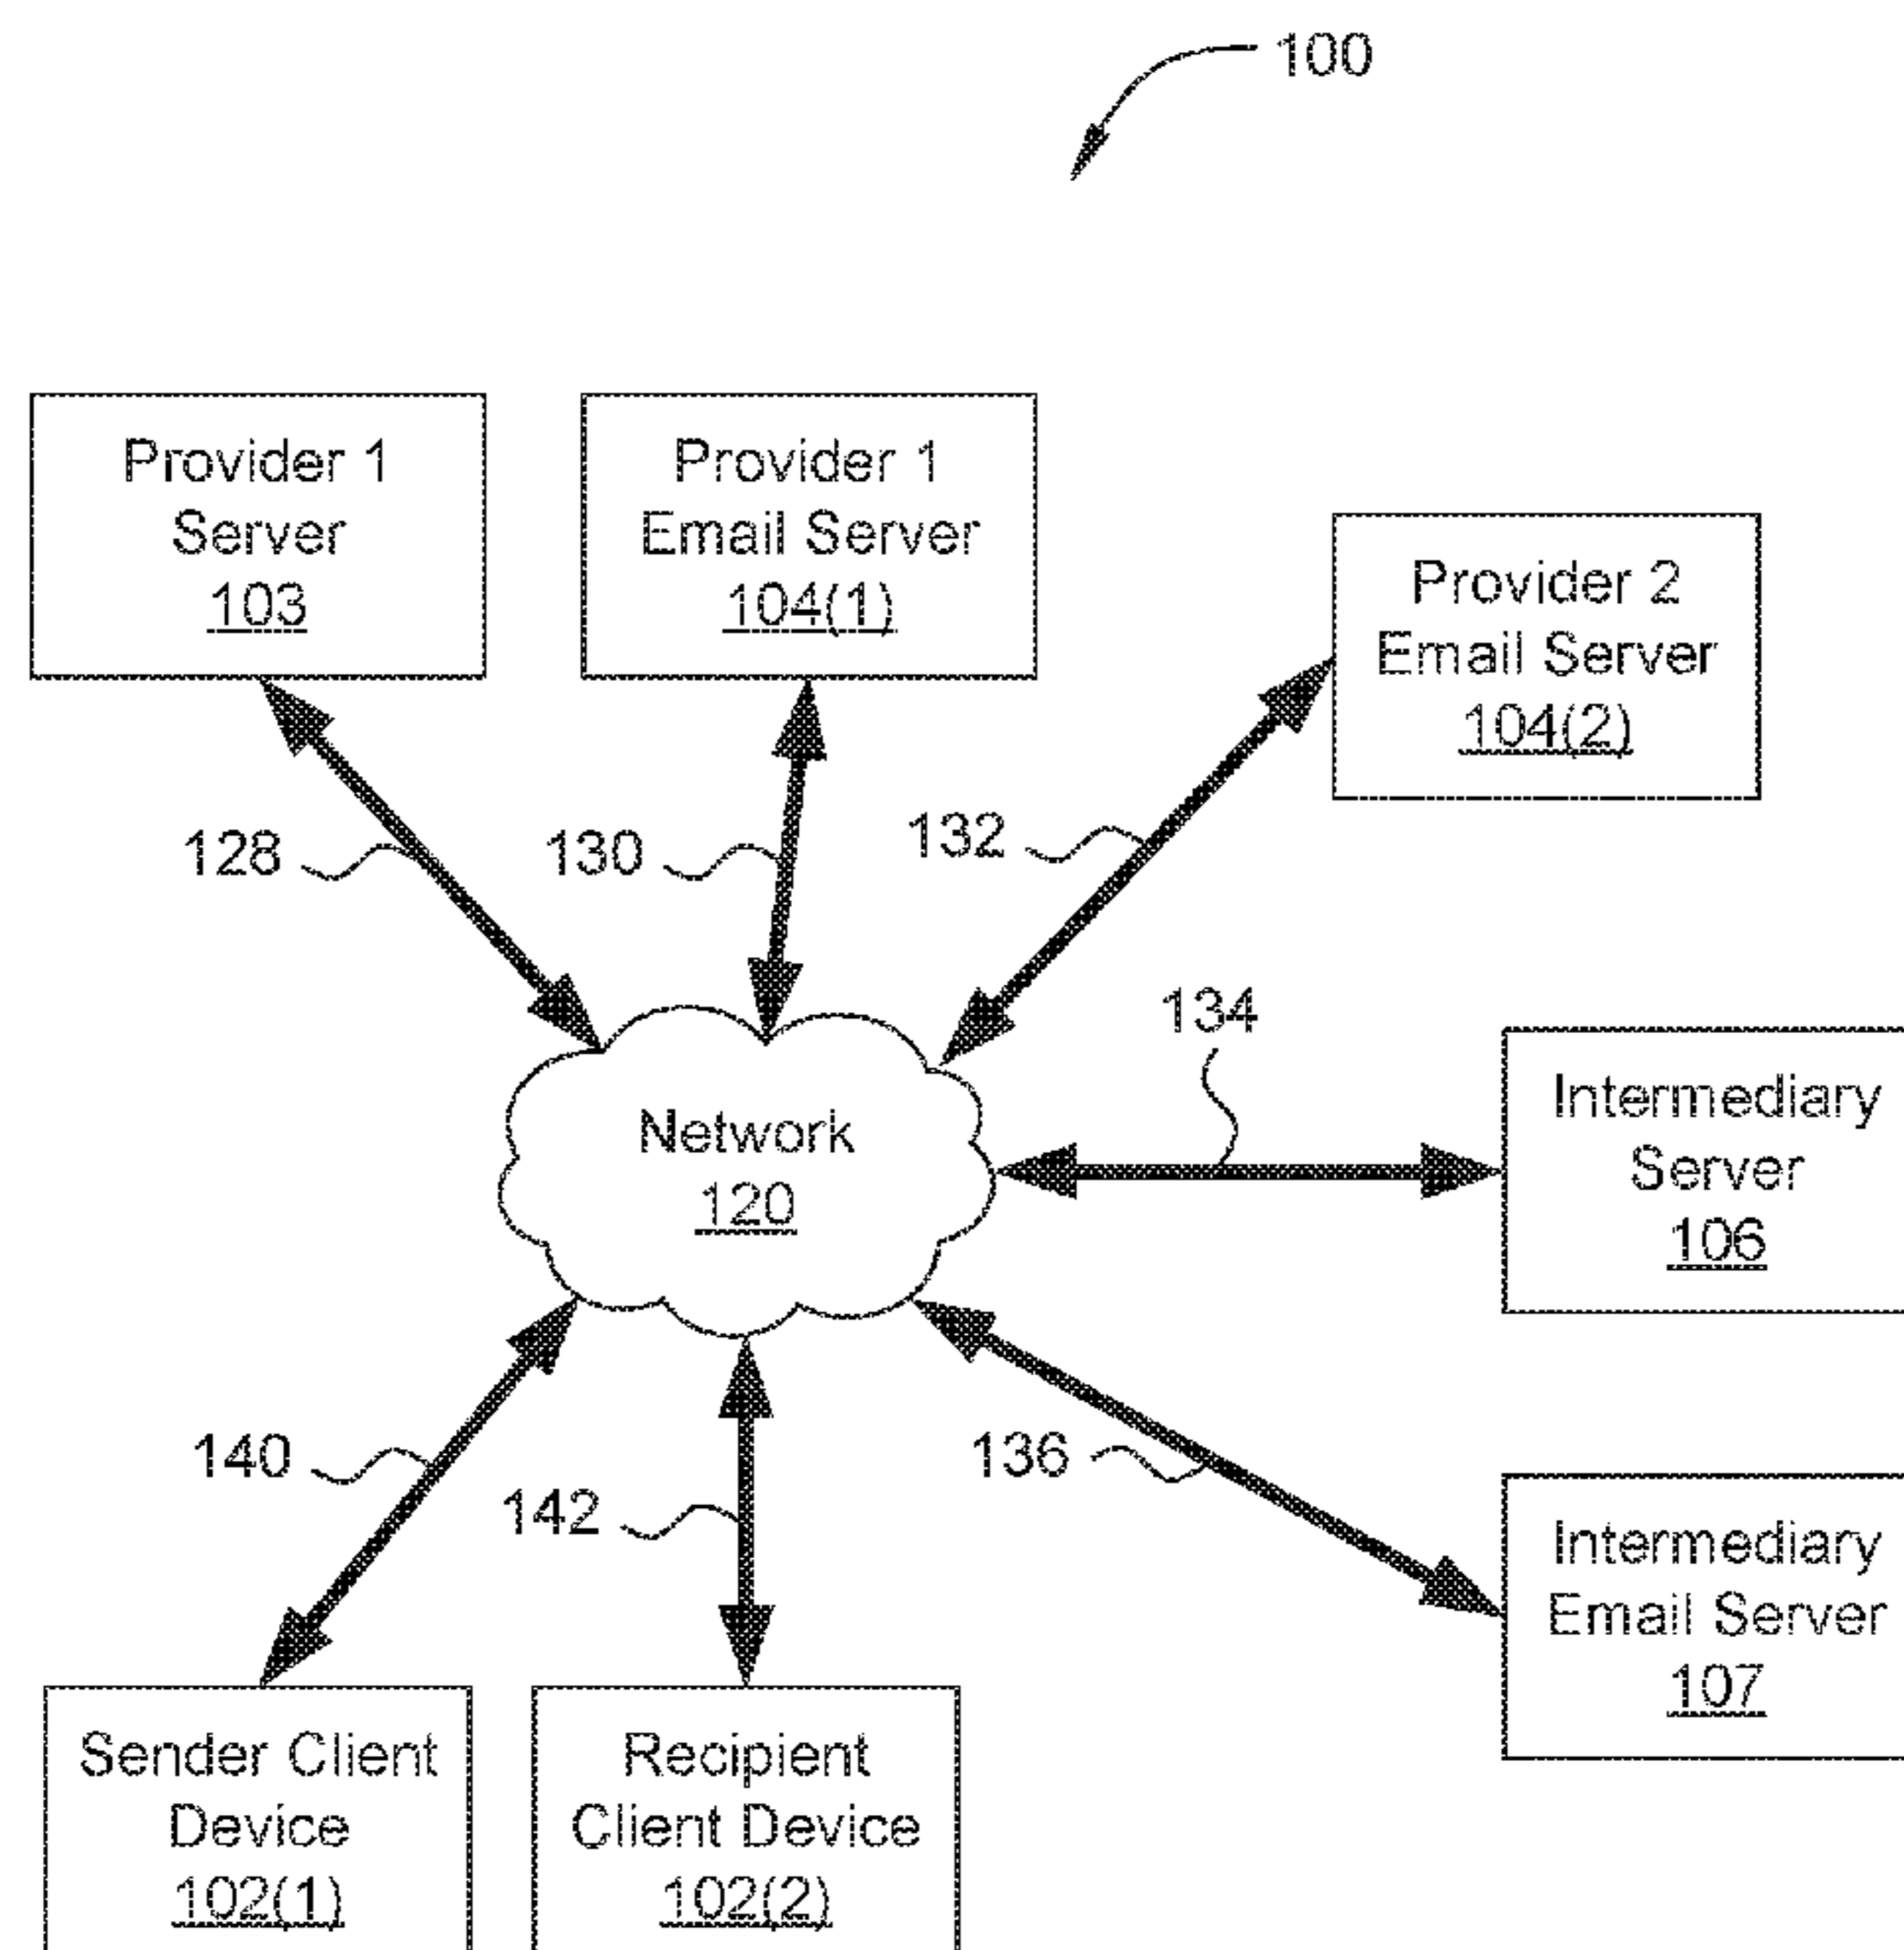 100
Provider 1
Server
103
Provider 1
Email Server
104(1)
Provider 2
Email Server
104(2)
128
130
132
134
Network
120
Intermediary
Server
106
140
142
136
Intermediary
Email Server
107
Sender Client
Device
102(1)
Recipient
Client Device
102(2)